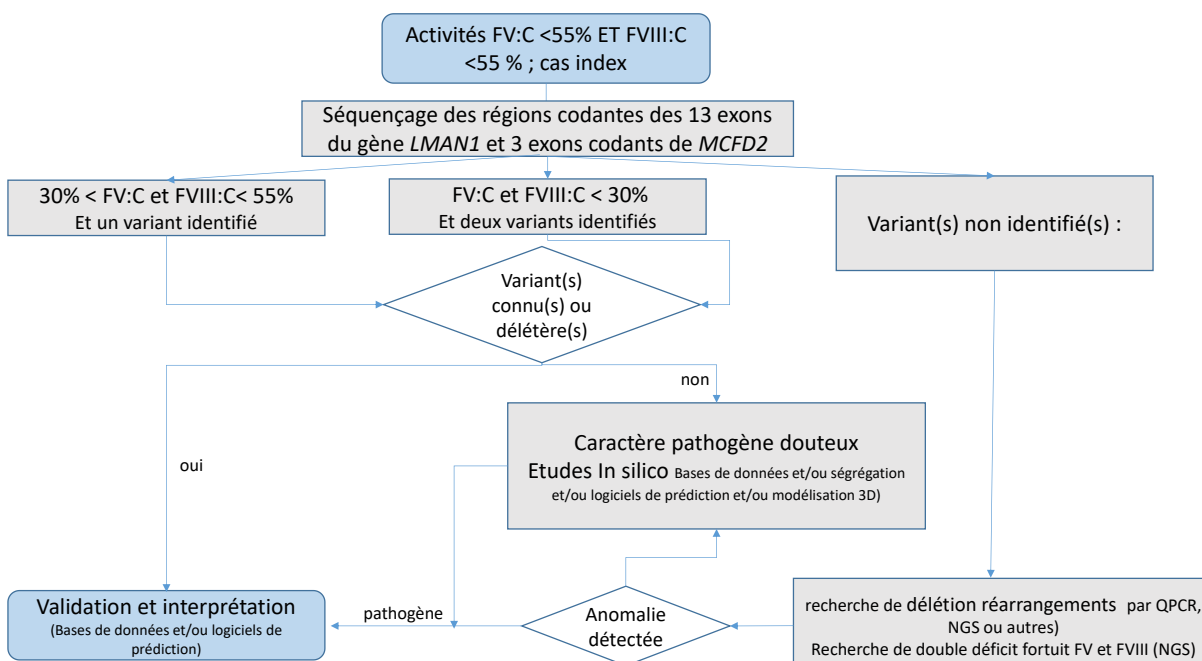 Activités FV:C <55% ET FVIII:C
<55 % ; cas index
Séquençage des régions codantes des 13 exons
du gène LMAN1 et 3 exons codants de MCFD2
30% < FV:C et FVIII:C< 55%
Et un variant identifié
FV:C et FVIII:C < 30%
Et deux variants identifiés
Variant(s) non identifié(s) :
Variant(s)
connu(s) ou
délétère(s)
non
oui
Caractère pathogène douteux
Etudes In silico Bases de données et/ou ségrégation
et/ou logiciels de prédiction et/ou modélisation 3D)
Validation et interprétation
(Bases de données et/ou logiciels de
prédiction)
pathogène
Anomalie
détectée
recherche de délétion réarrangements par QPCR,
NGS ou autres)
Recherche de double déficit fortuit FV et FVIII (NGS)